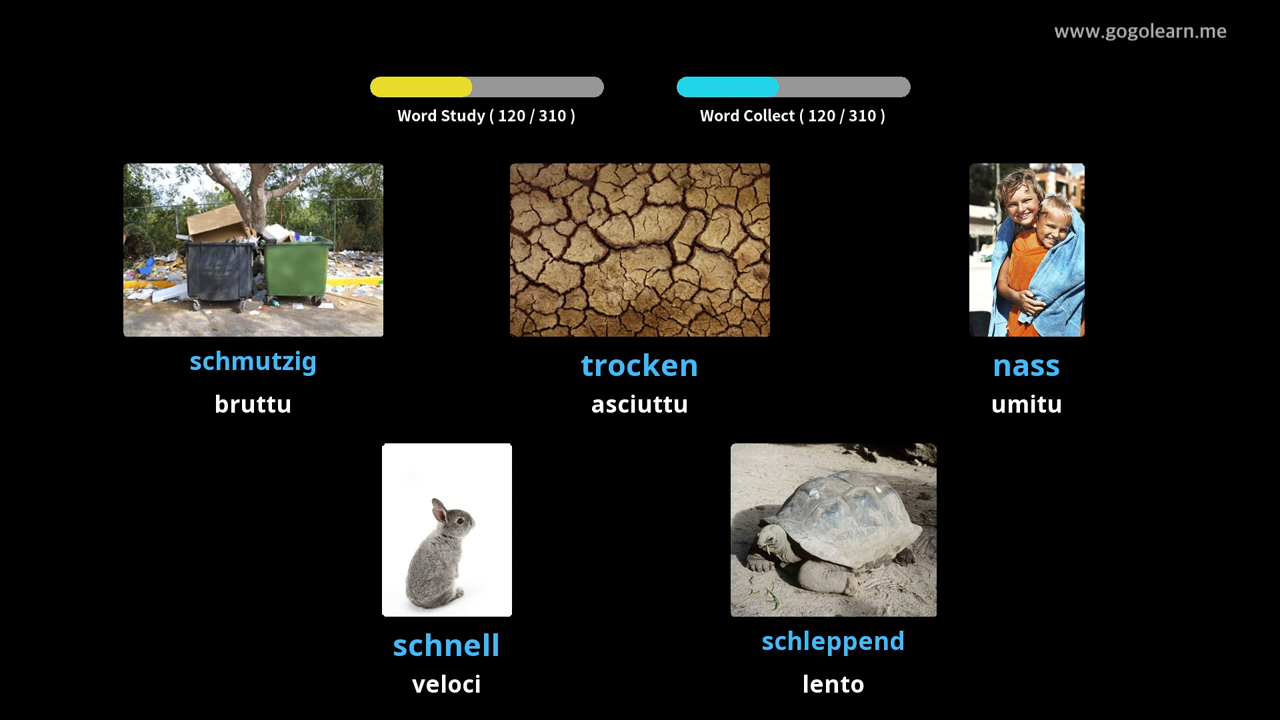 www.gogolearn.me
Word Study ( 120 / 310 )
Word Collect ( 120 / 310 )
schmutzig
bruttu
trocken
asciuttu
nass
umitu
schnell
veloci
schleppend
lento